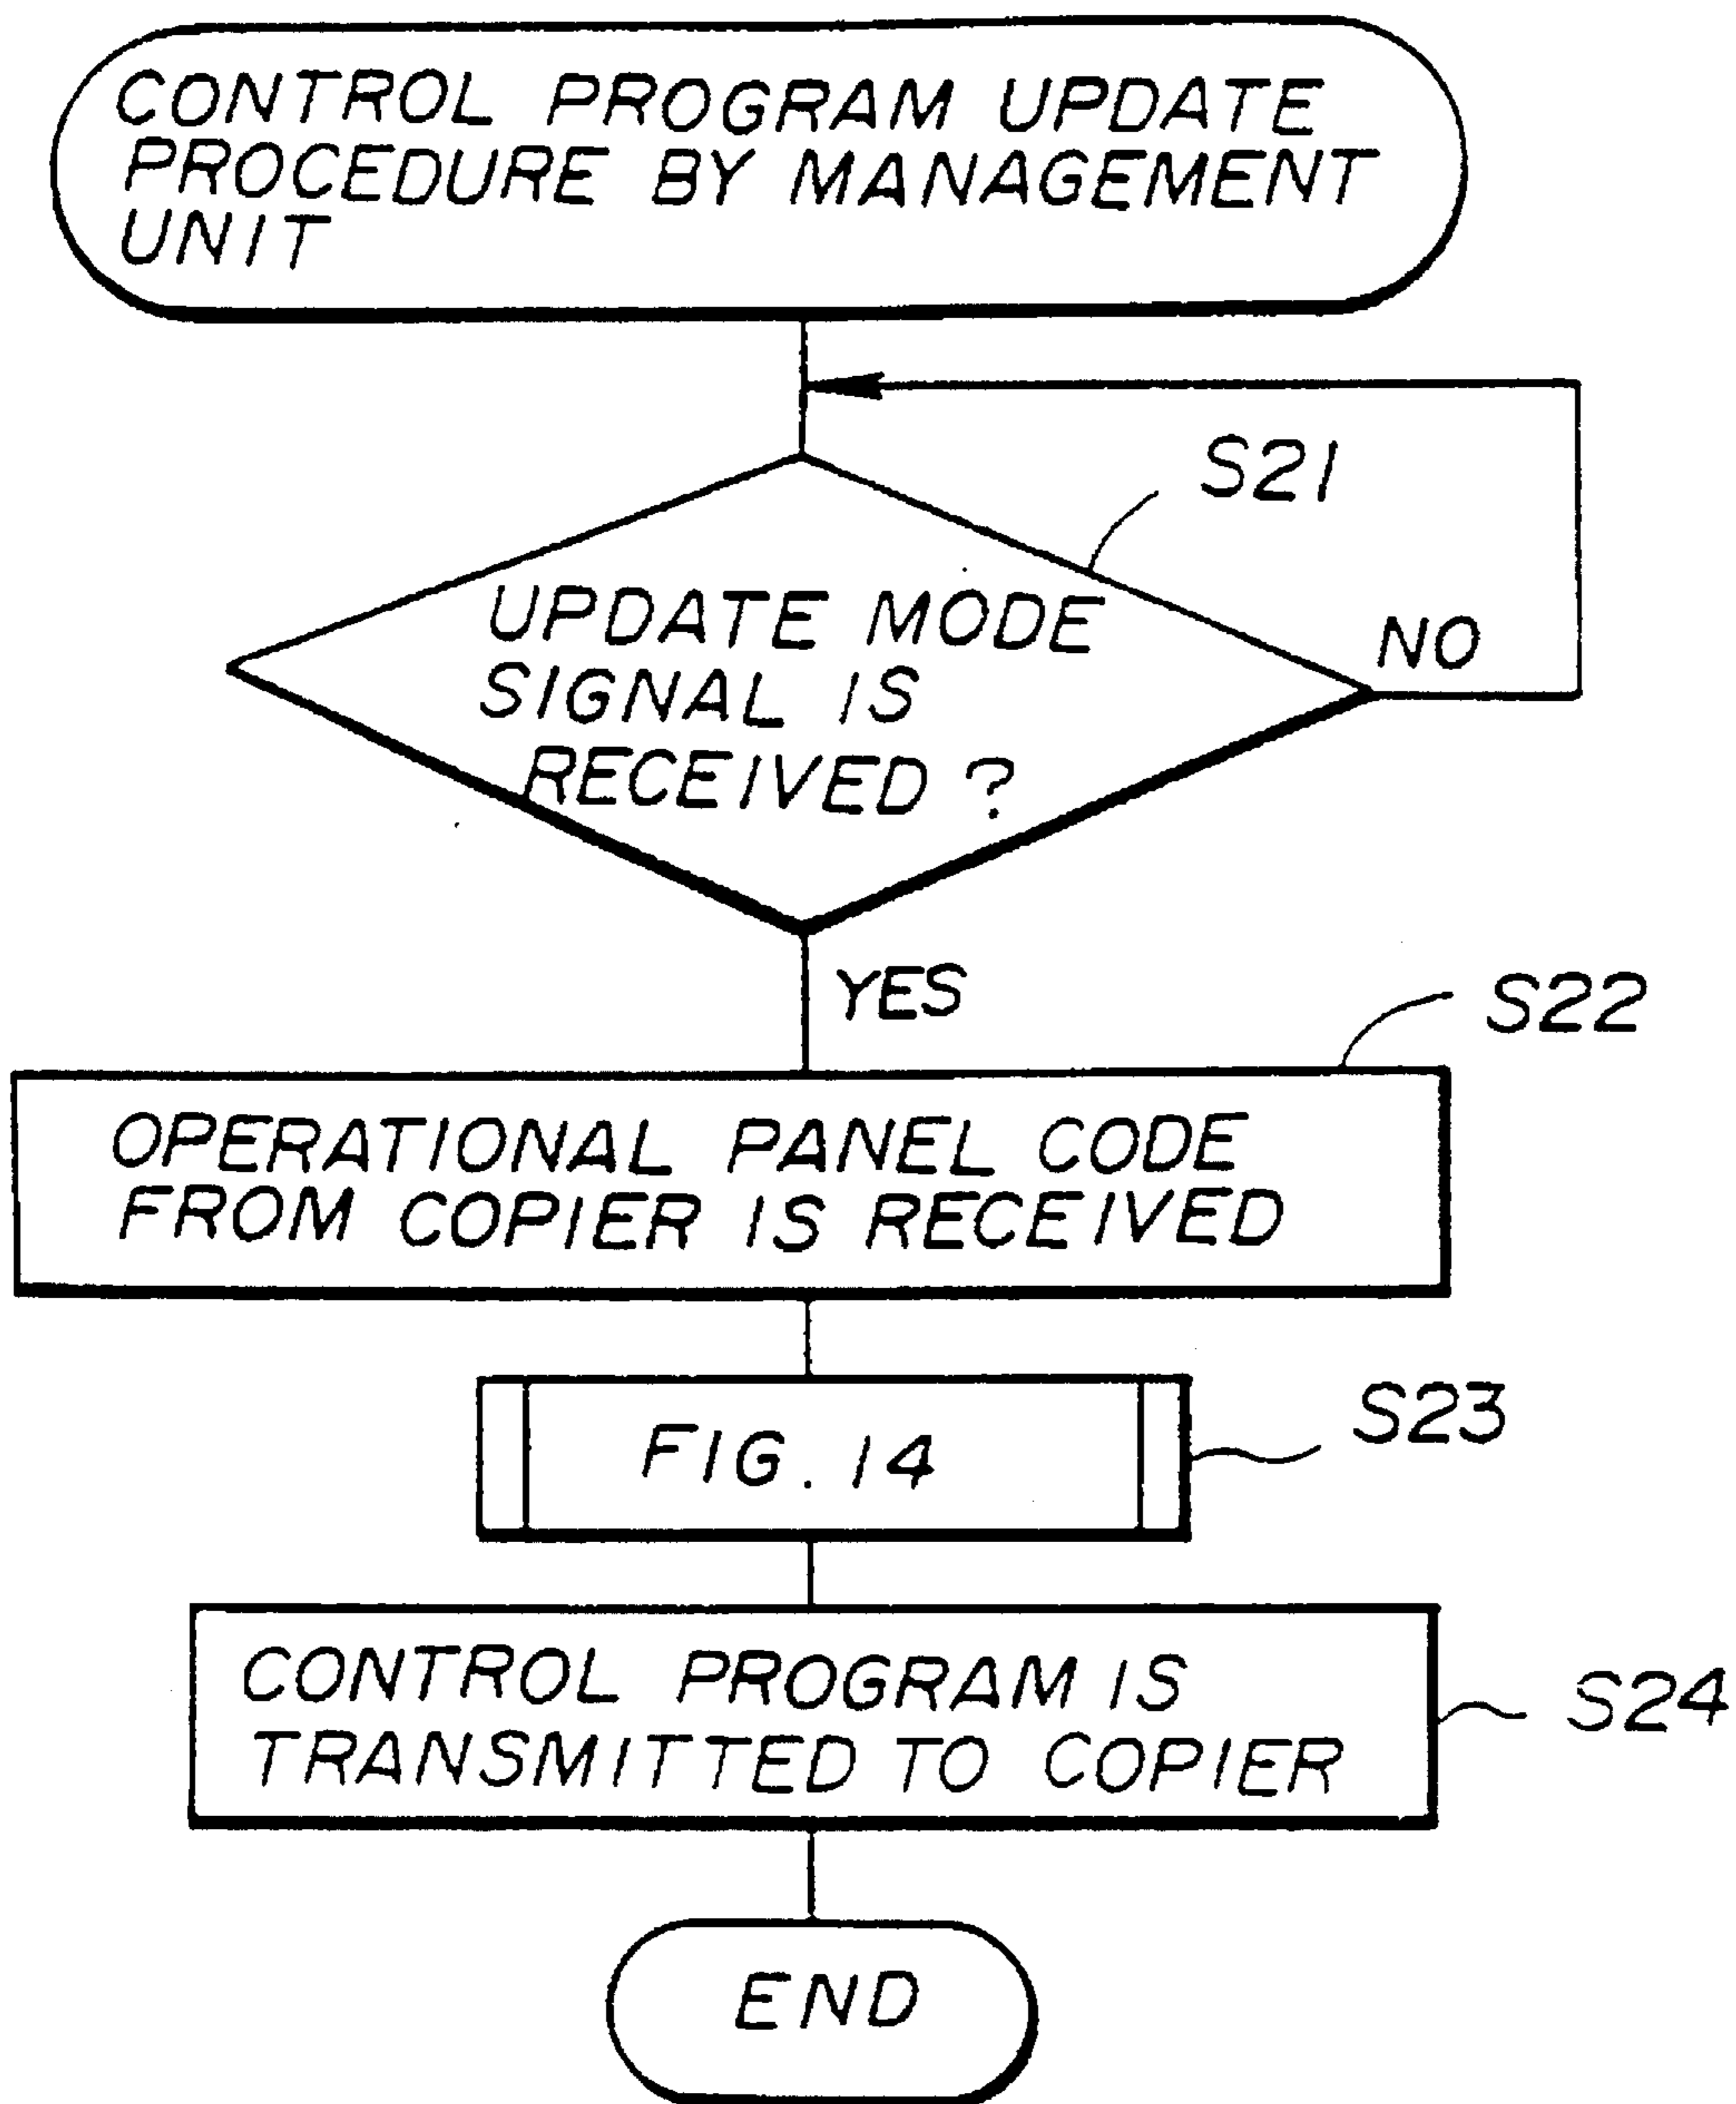 CONTROL PROGRAM UPDATE
PROCEDURE BY MANAGEMENT
UNIT
S21
UPDATE MODE
SIGNAL IS
RECEIVED ?
NO
YES
S22
OPERATIONAL PANEL CODE
FROM COPIER IS RECEIVED
S23
FIG. 14
S24
CONTROL PROGRAM IS
TRANSMITTED TO COPIER
END